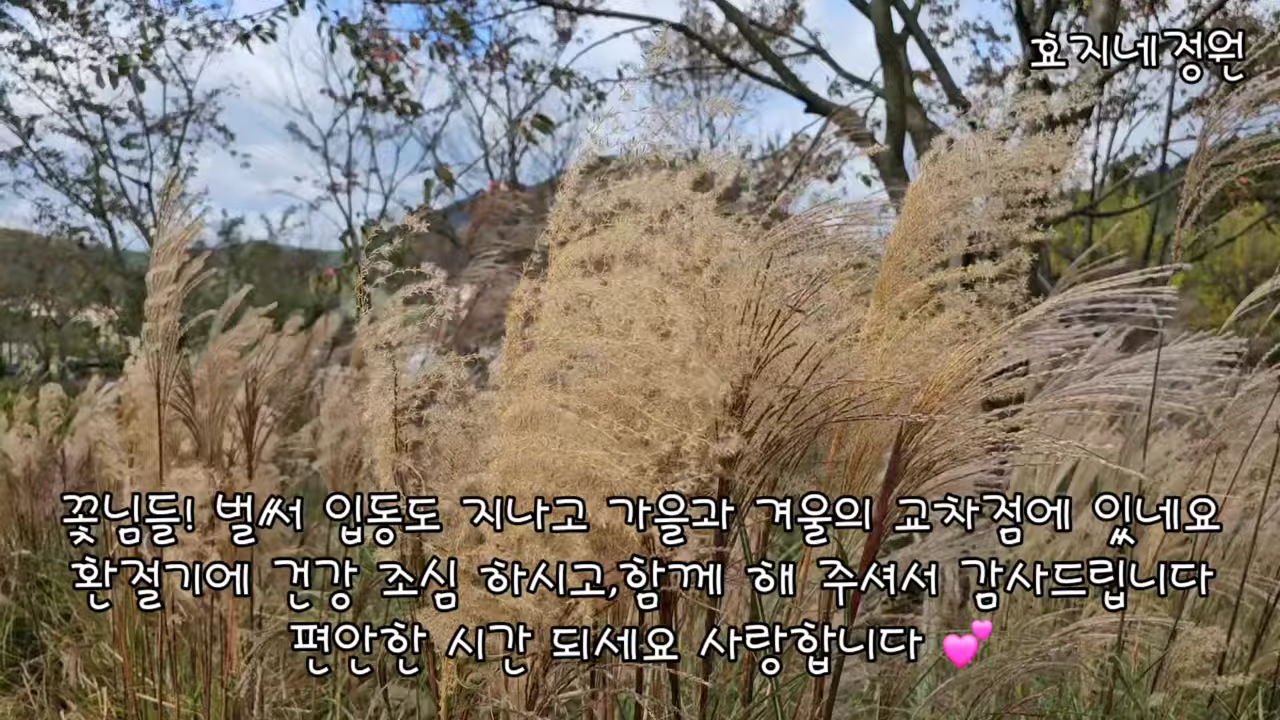 효지네정원
꽃님들! 벌써 입동도 지나고 가을과 겨울의 교차점에 있네요
환절기에 건강 조심 하시고,함께 해 주셔서 감사드립니다
편안한 시간 되세요 사랑합니다 💕